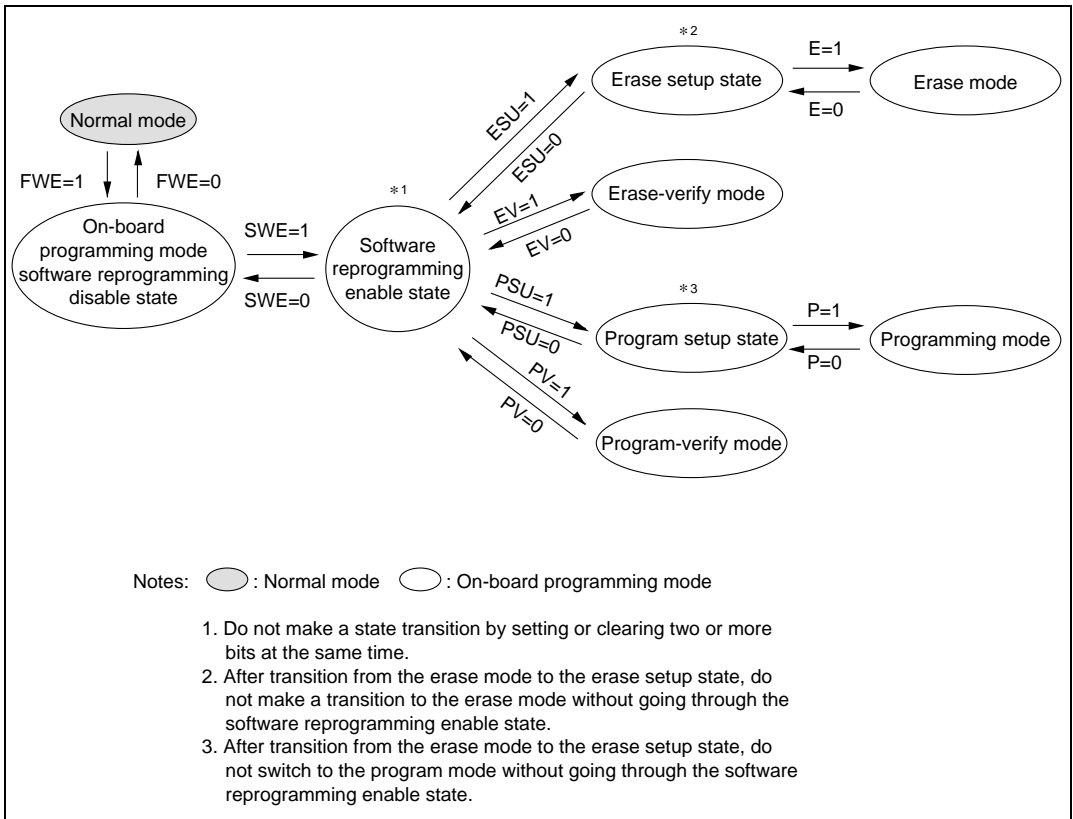 *2
Erase setup state
E=1
E=0
Erase mode
Normal mode
FWE=1
FWE=0
ESU=1
ESU=0
On-board
programming mode
software reprogramming
disable state
SWE=1
SWE=0
*1
Software
reprogramming
enable state
EV=1
EV=0
Erase-verify mode
PSU=1
PSU=0
*3
Program setup state
P=1
P=0
Programming mode
PV=1
PV=0
Program-verify mode
Notes: : Normal mode : On-board programming mode
1. Do not make a state transition by setting or clearing two or more
bits at the same time.
2. After transition from the erase mode to the erase setup state, do
not make a transition to the erase mode without going through the
software reprogramming enable state.
3. After transition from the erase mode to the erase setup state, do
not switch to the program mode without going through the software
reprogramming enable state.